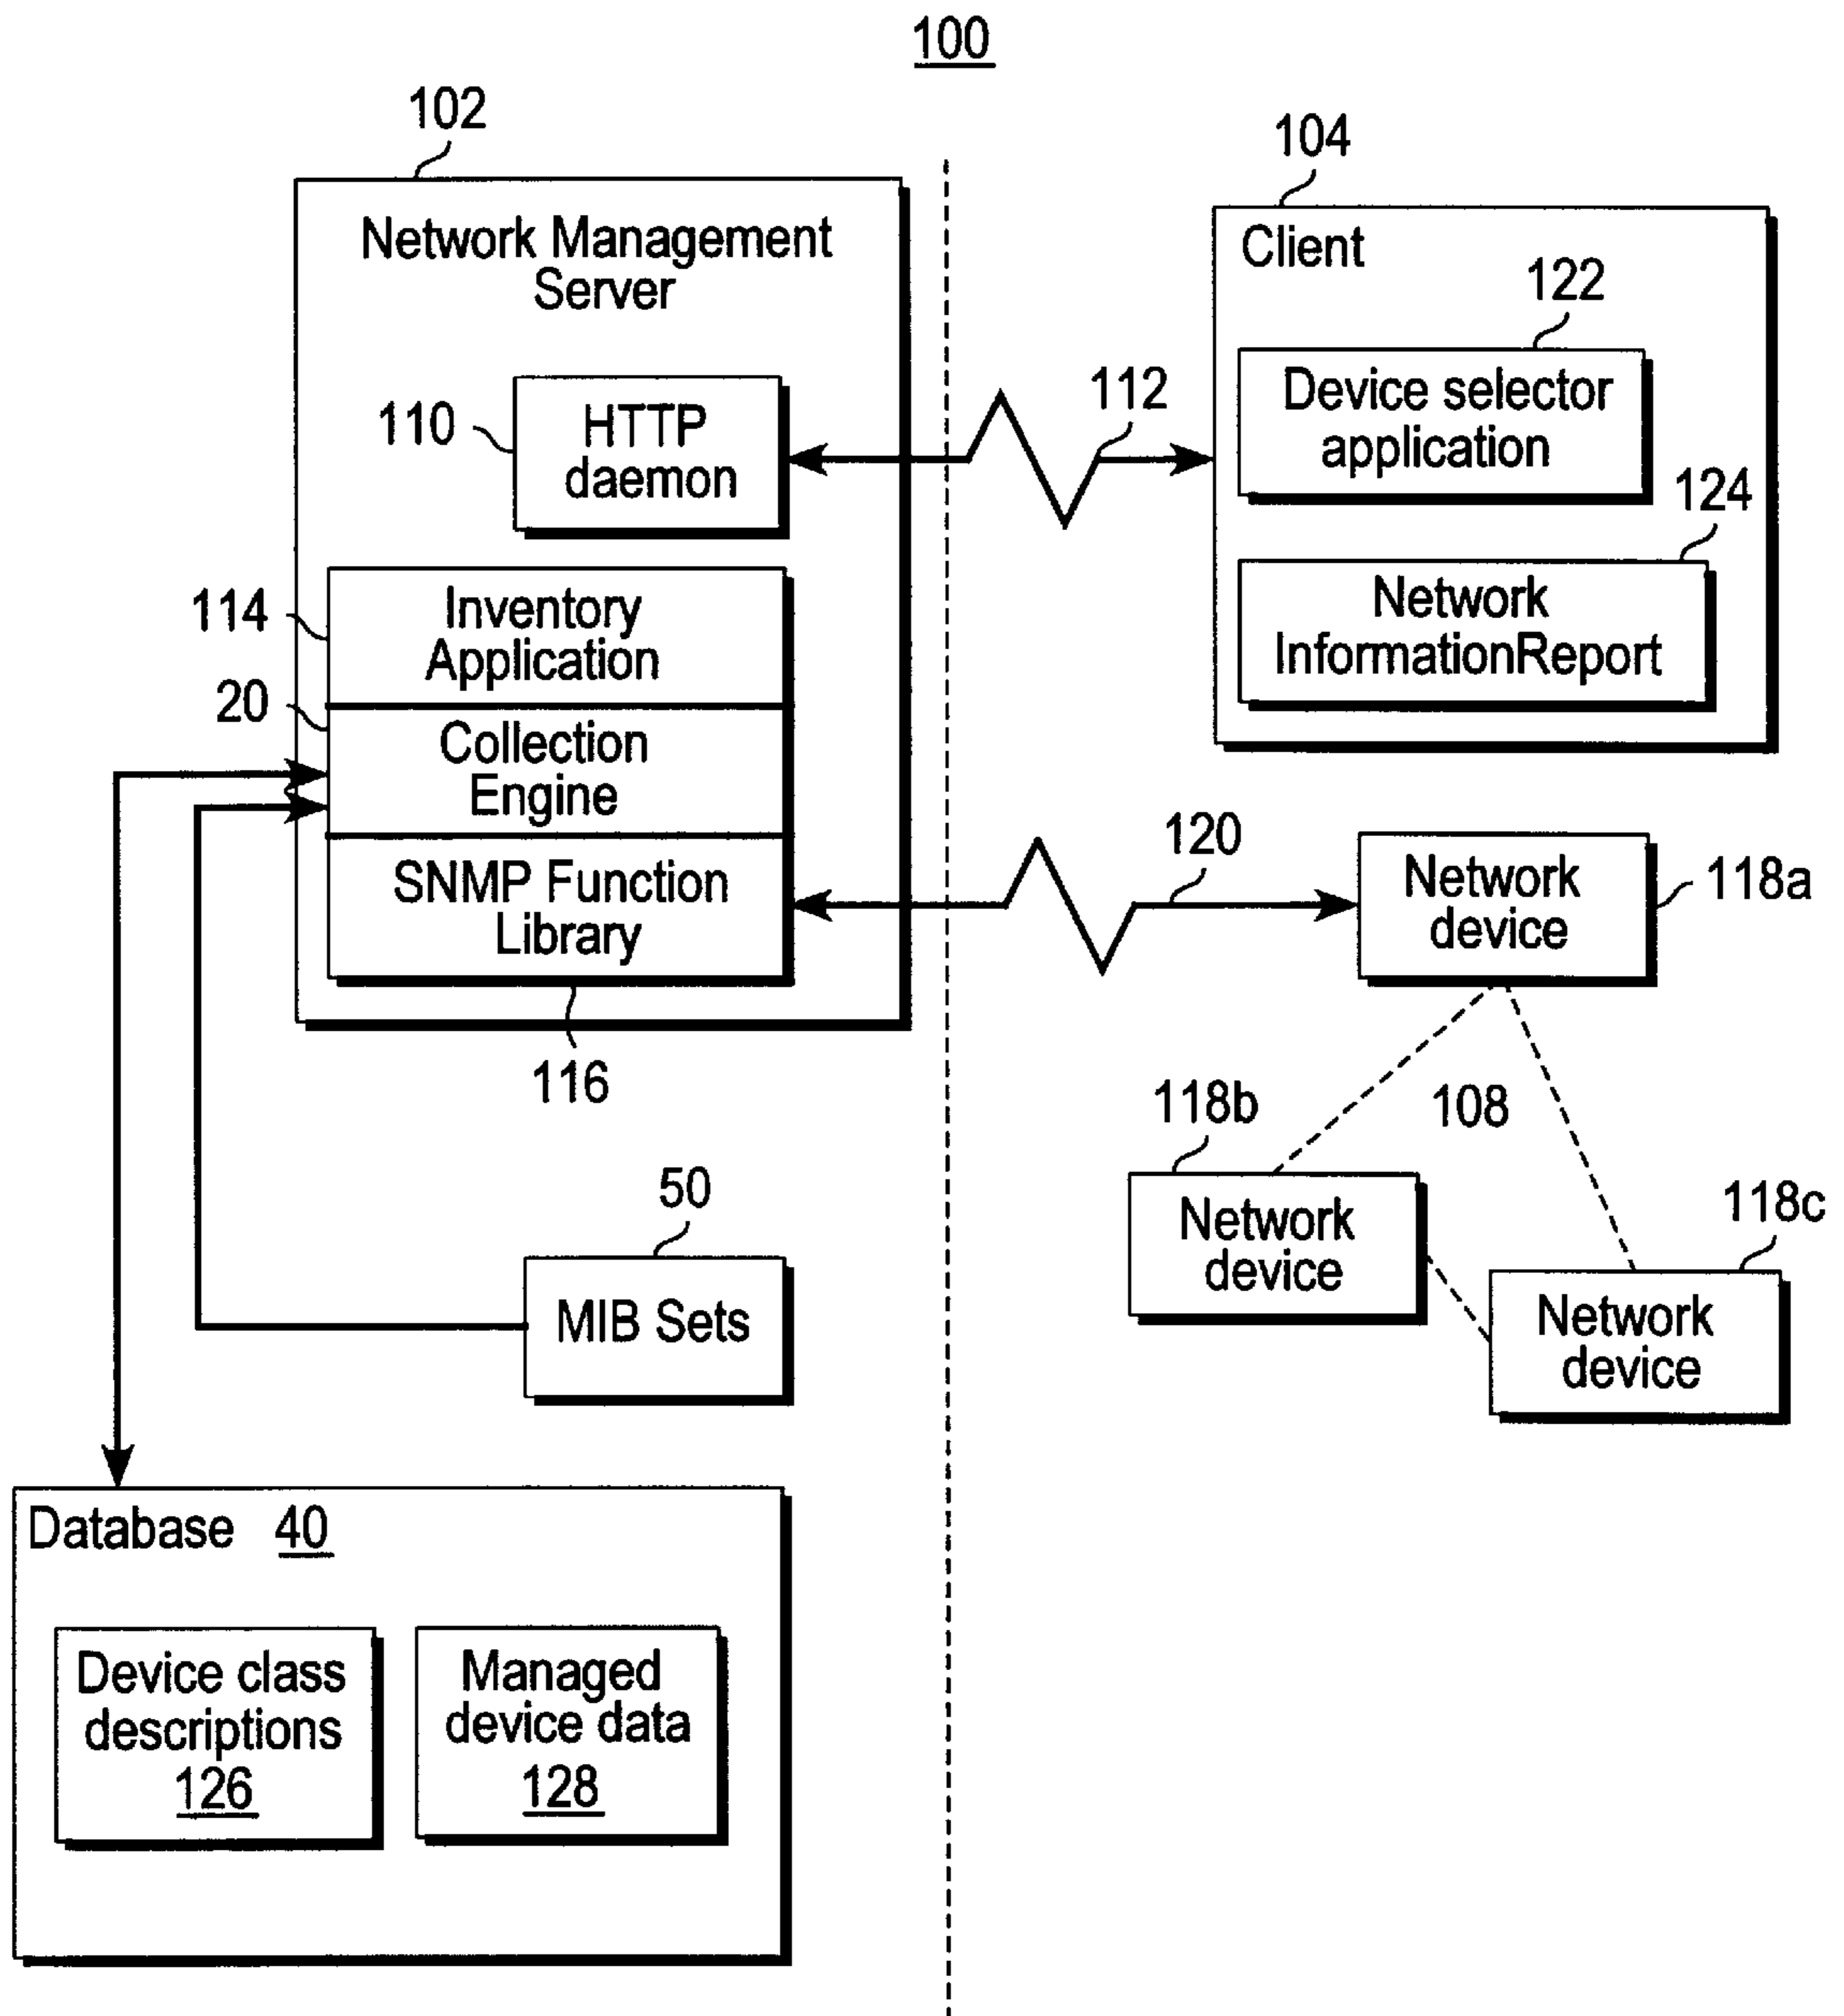 100
102
Network Management
Server
110
HTTP
daemon
114
Inventory
Application
20
Collection
Engine
SNMP Function
Library
116
112
104
Client
122
Device selector
application
124
Network
InformationReport
120
Network
device
118a
108
118b
Network
device
118c
Network
device
50
MIB Sets
Database 40
Device class
descriptions
126
Managed
device data
128